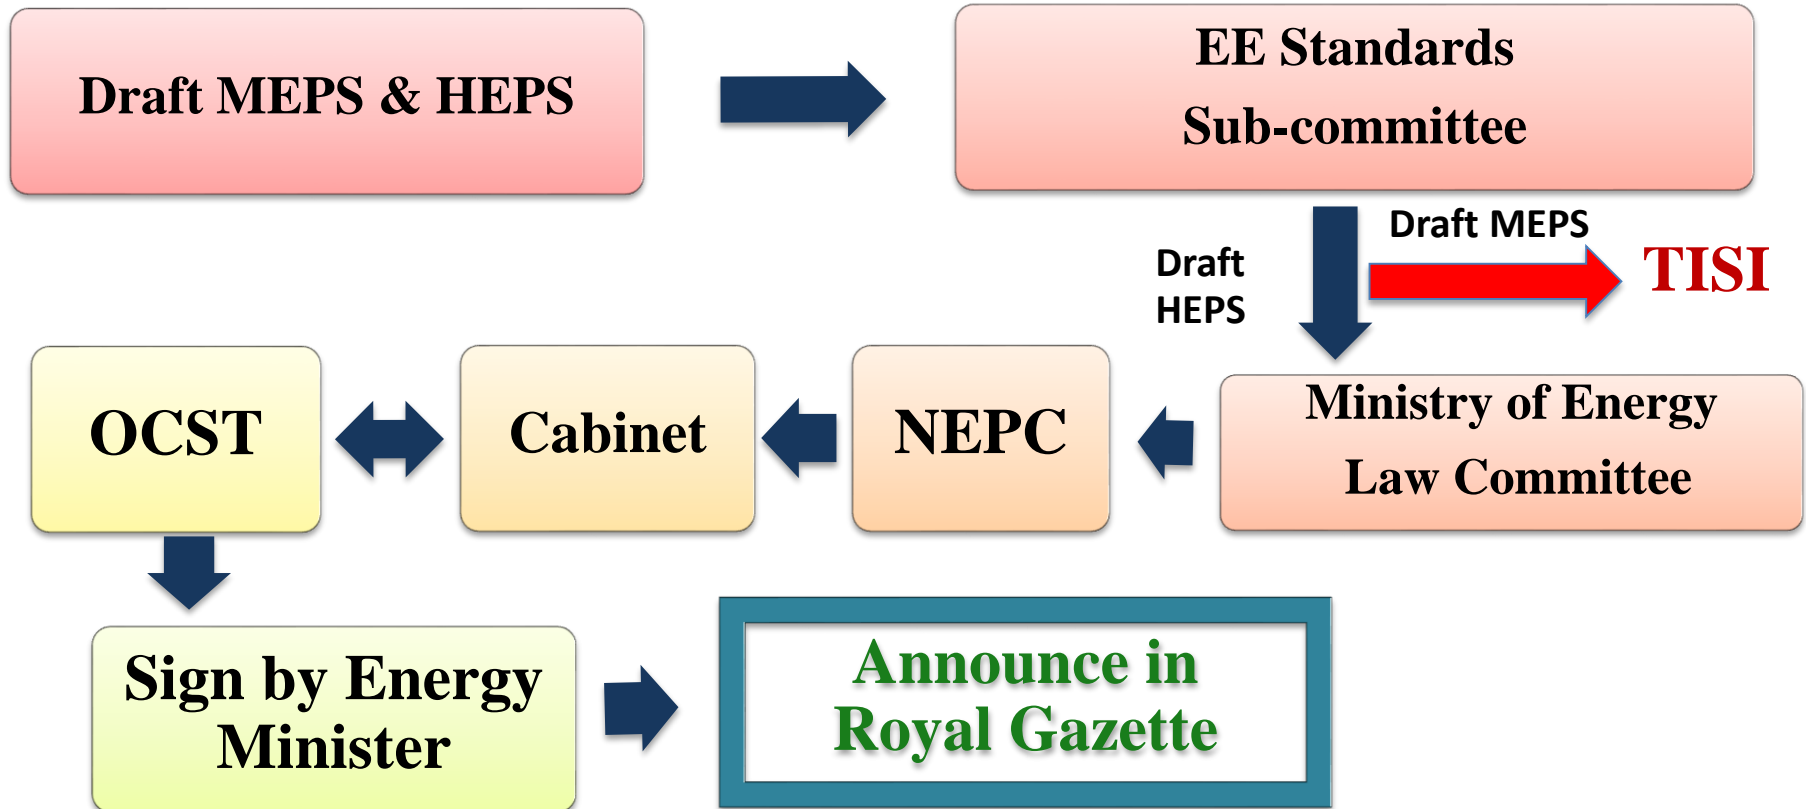 Draft MEPS & HEPS
EE Standards
Sub-committee
Draft MEPS
Draft
HEPS
TISI
OCST
Cabinet
NEPC
Ministry of Energy
Law Committee
Sign by Energy
Minister
Announce in
Royal Gazette